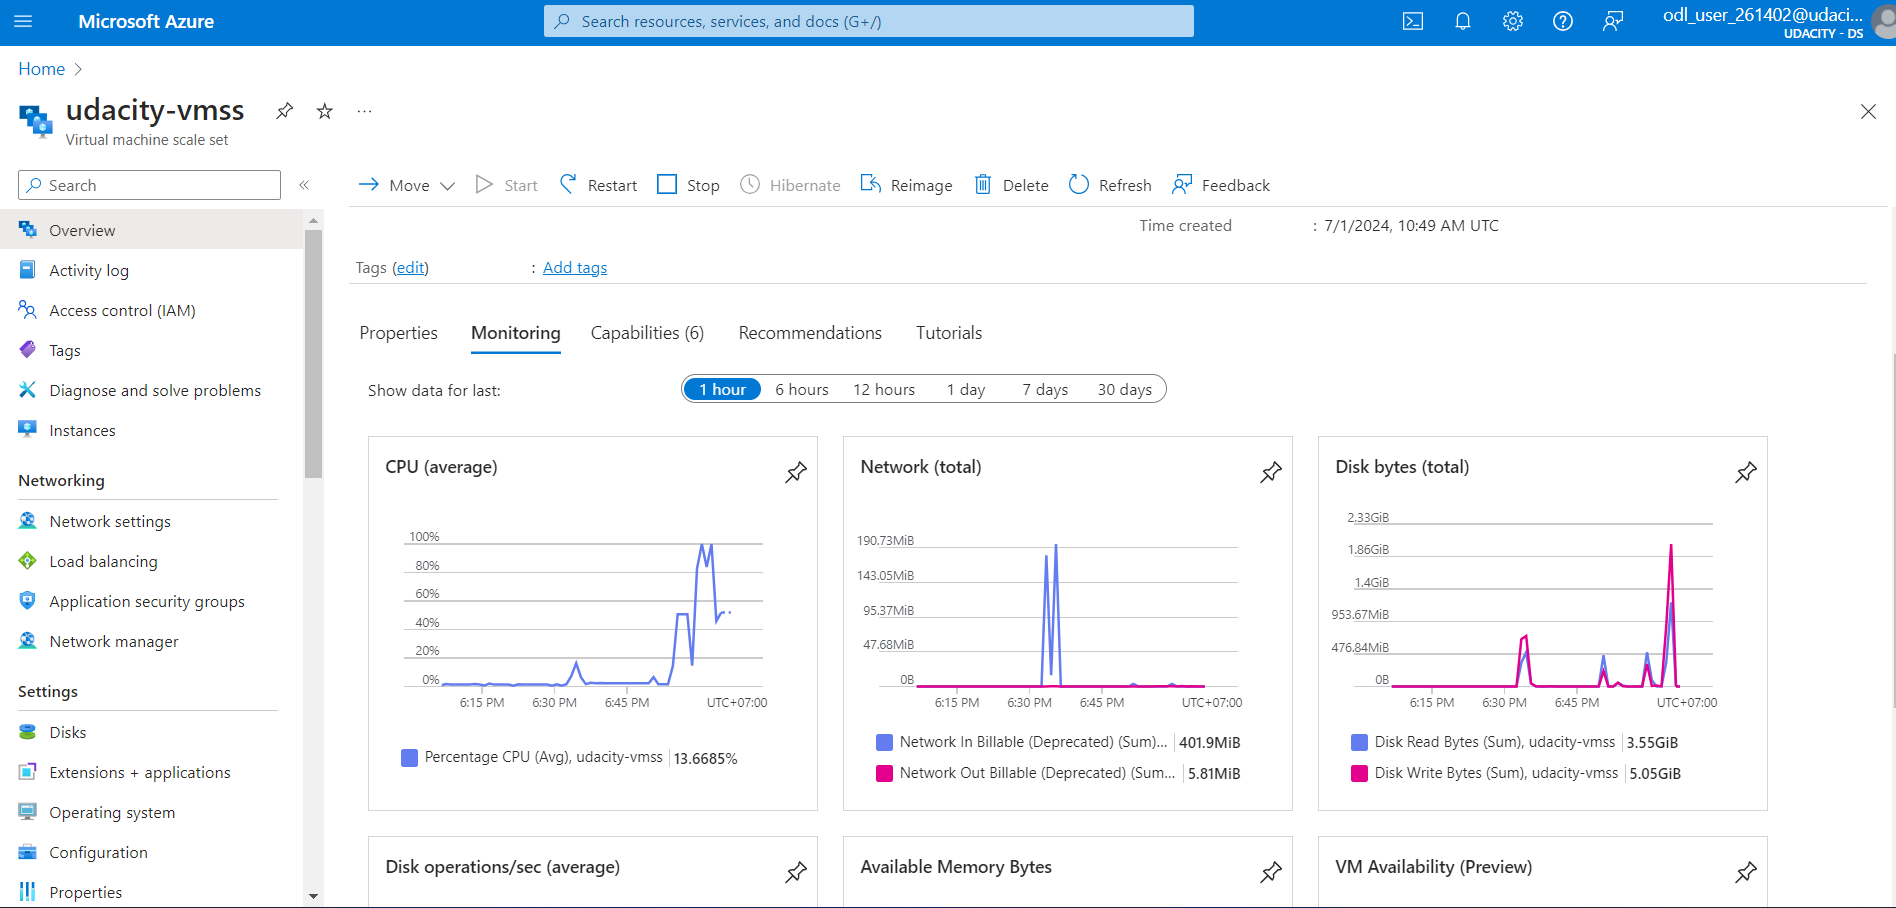 Microsoft Azure
Search resources, services, and docs (G+/)
odl_user_261402@udaci...
UDACITY - DS
Home
udacity-vmss
...
Virtual machine scale set
Search
«
Move
Start
Restart
Stop
Hibernate
Reimage
Delete
Refresh
Feedback
Overview
Activity log
Access control (IAM)
Tags
Diagnose and solve problems
Instances
Networking
Network settings
Load balancing
Application security groups
Network manager
Settings
Disks
Extensions + applications
Operating system
Configuration
Properties
Time created : 7/1/2024, 10:49 AM UTC
Tags (edit) : Add tags
Properties
Monitoring
Capabilities (6)
Recommendations
Tutorials
Show data for last:
1 hour
6 hours
12 hours
1 day
7 days
30 days
CPU (average)
100%
80%
60%
40%
20%
0%
6:15 PM
6:30 PM
6:45 PM
UTC+07:00
Percentage CPU (Avg), udacity-vmss
13.6685%
Network (total)
190.73MiB
143.05MiB
95.37MiB
47.68MiB
0B
6:15 PM
6:30 PM
6:45 PM
UTC+07:00
Network In Billable (Deprecated) (Sum)...
401.9MiB
Network Out Billable (Deprecated) (Sum...
5.81MiB
Disk bytes (total)
2.33GiB
1.86GiB
1.4GiB
953.67MiB
476.84MiB
0B
6:15 PM
6:30 PM
6:45 PM
UTC+07:00
Disk Read Bytes (Sum), udacity-vmss
3.55GiB
Disk Write Bytes (Sum), udacity-vmss
5.05GiB
Disk operations/sec (average)
Available Memory Bytes
VM Availability (Preview)